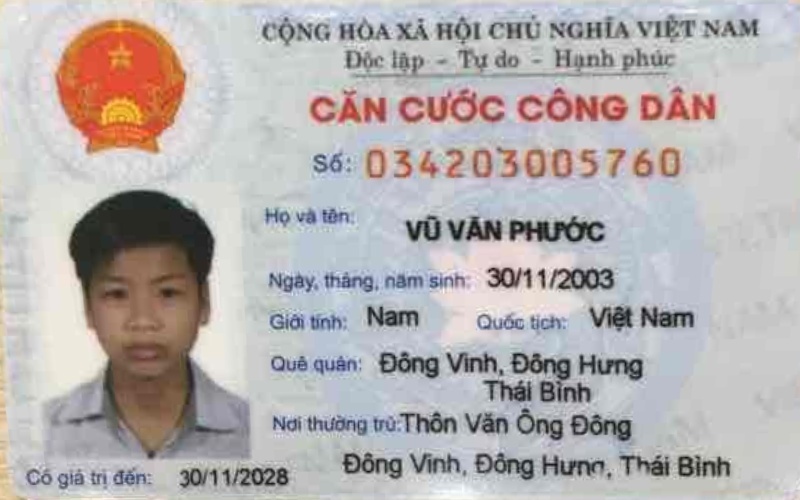 CỘNG HÒA XÃ HỘI CHỦ NGHĨA VIỆT NAM
Độc lập - Tự do - Hạnh phúc
CĂN CƯỚC CÔNG DÂN
Số: 034203005760
Họ và tên: VŨ VĂN PHƯỚC
Ngày, tháng, năm sinh: 30/11/2003
Giới tính: Nam Quốc tịch: Việt Nam
Quê quán: Đông Vinh, Đông Hưng
Thái Bình
Nơi thường trú: Thôn Văn Ông Đông
Đông Vinh, Đông Hưng, Thái Bình
Có giá trị đến: 30/11/2028